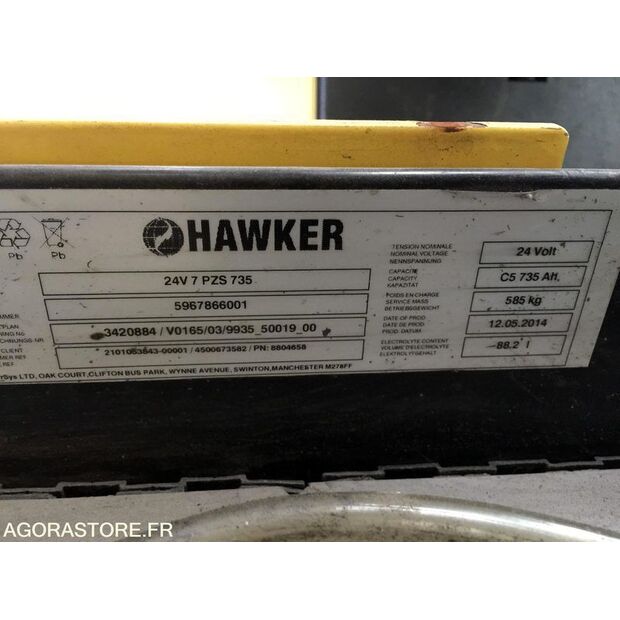 HAWKER
Pb Pb
24V 7 PZS 735
5967866001
3420884 / V0165/03/9935_50019_00
2101053543-00001 / 4500673582 / PN: 8804658
TENSION NOMINALE
NOMINAL VOLTAGE
NENNSPANNUNG
24 Volt
CAPACITE
CAPACITY
KAPAZITAT
C5 735 Ah.
POIDS EN CHARGE
SERVICE MASS
BETRIEBSGEWICHT
585 kg
DATE OF PROD
DATE OF PROD.
PROD. DATUM
12.05.2014
ELECTROLYTE CONTENT
VOLUME D'ELECTROLYTE
ELEKTROLYTGEHALT
88.2 l
LTD, OAK COURT,CLIFTON BUS PARK, WYNNE AVENUE, SWINTON,MANCHESTER M278FF
AGORASTORE.FR